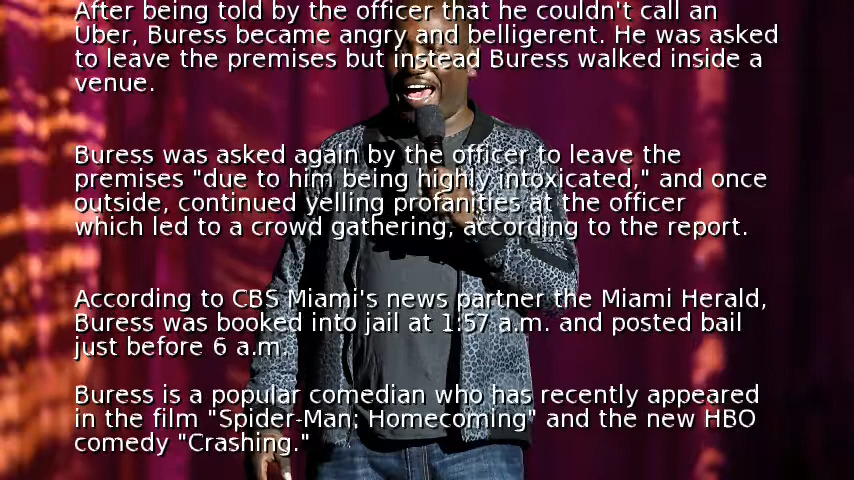 After being told by the officer that he couldn't call an
Uber, Buress became angry and belligerent. He was asked
to leave the premises but instead Buress walked inside a
venue.
Buress was asked again by the officer to leave the
premises "due to him being highly intoxicated," and once
outside, continued yelling profanities at the officer
which led to a crowd gathering, according to the report.
According to CBS Miami's news partner the Miami Herald,
Buress was booked into jail at 1:57 a.m. and posted bail
just before 6 a.m.
Buress is a popular comedian who has recently appeared
in the film "Spider-Man: Homecoming" and the new HBO
comedy "Crashing."